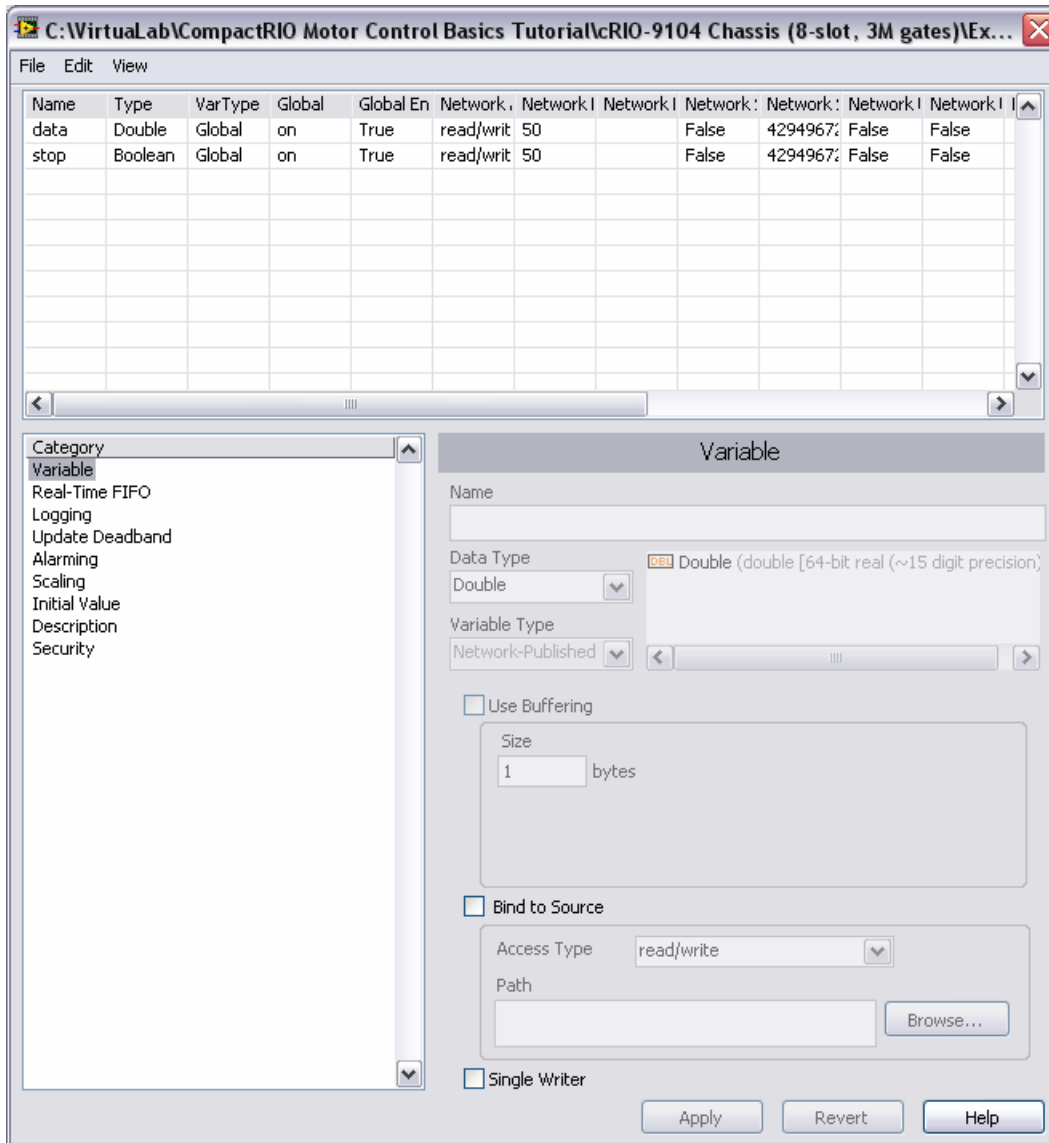 C:\VirtuaLab\CompactRIO Motor Control Basics Tutorial\cRIO-9104 Chassis (8-slot, 3M gates)\Ex...
File Edit View
Name Type VarType Global Global En Network Network Network Network Network Network Network
data Double Global on True read/writ 50 False 4294967 False False
stop Boolean Global on True read/writ 50 False 4294967 False False
Category
Variable
Real-Time FIFO
Logging
Update Deadband
Alarming
Scaling
Initial Value
Description
Security
Variable
Name
Data Type
Double
DBL Double (double [64-bit real (~15 digit precision)
Variable Type
Network-Published
Use Buffering
Size
1 bytes
Bind to Source
Access Type read/write
Path
Browse...
Single Writer
Apply Revert Help